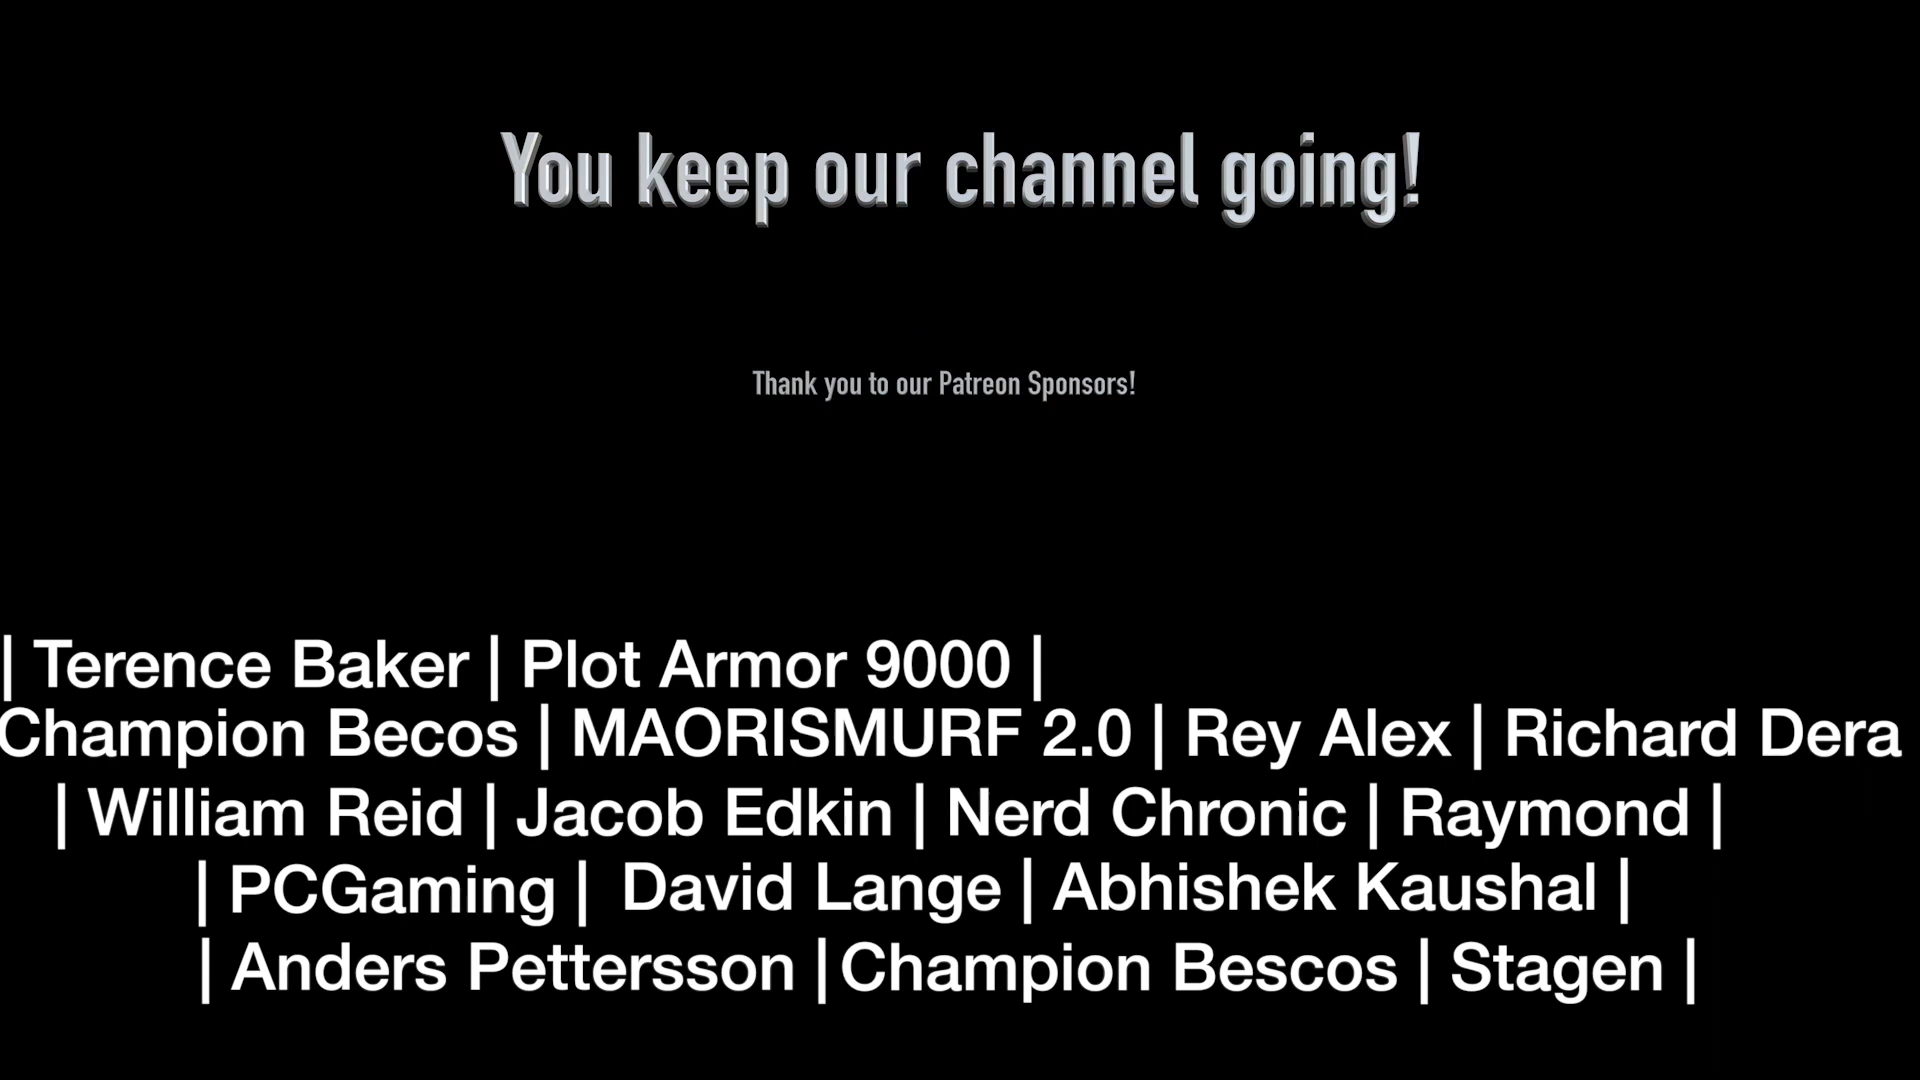 You keep our channel going!
Thank you to our Patreon Sponsors!
| Terence Baker | Plot Armor 9000 |
Champion Becos | MAORISMURF 2.0 | Rey Alex | Richard Dera
| William Reid | Jacob Edkin | Nerd Chronic | Raymond |
| PCGaming | David Lange | Abhishek Kaushal |
| Anders Pettersson | Champion Bescos | Stagen |